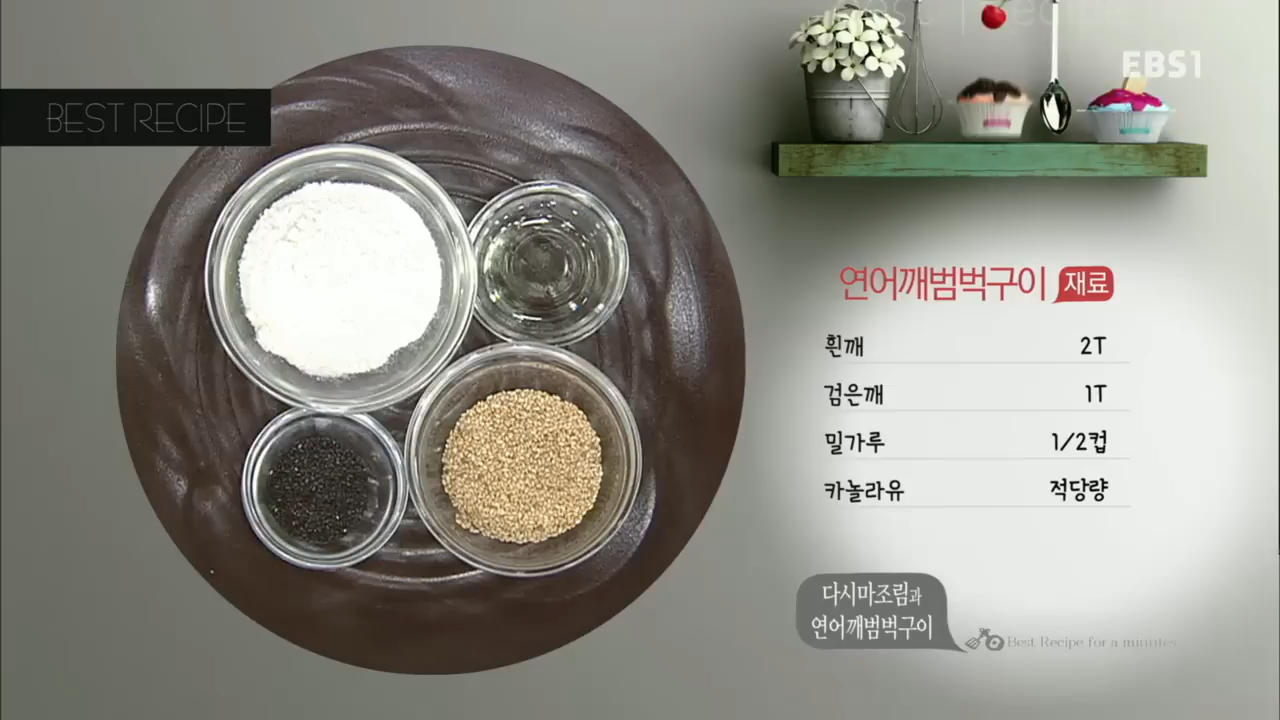 BEST RECIPE
EBS1
연어깨범벅구이 재료
흰깨 2T
검은깨 1T
밀가루 1/2컵
카놀라유 적당량
다시마조림과
연어깨범벅구이
Best Recipe for a minutes